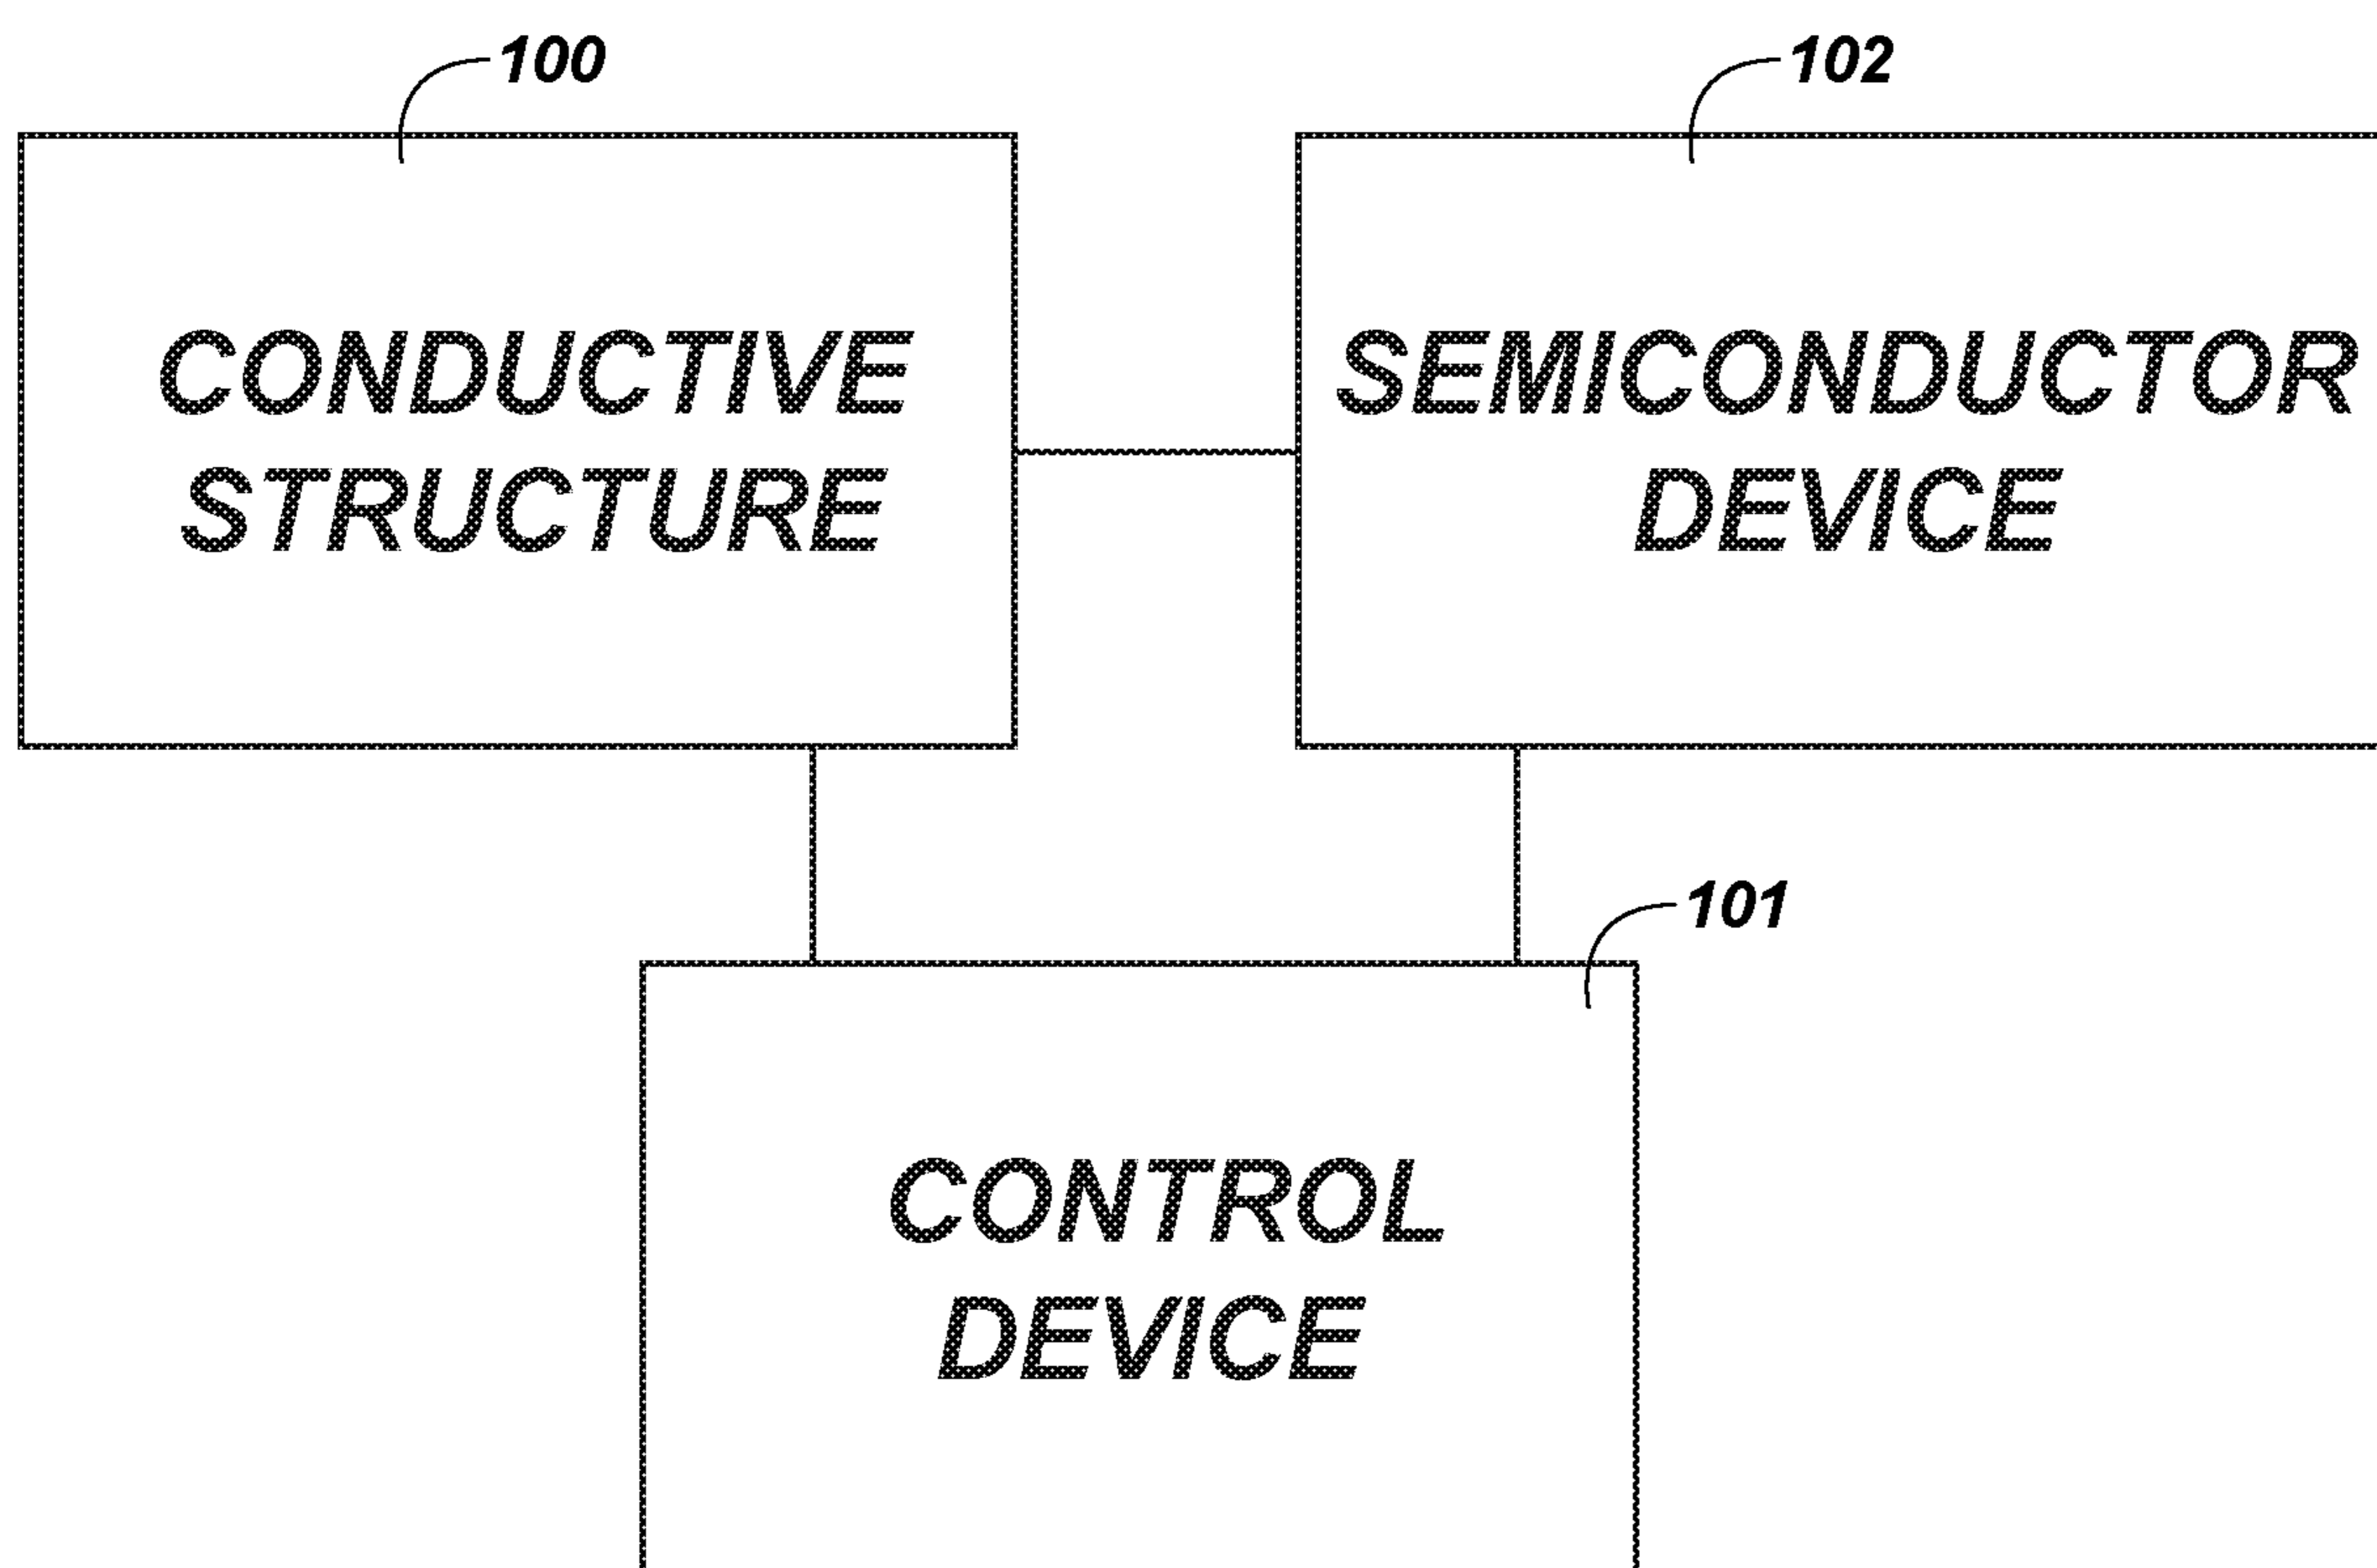 100
102
CONDUCTIVE
STRUCTURE
SEMICONDUCTOR
DEVICE
101
CONTROL
DEVICE